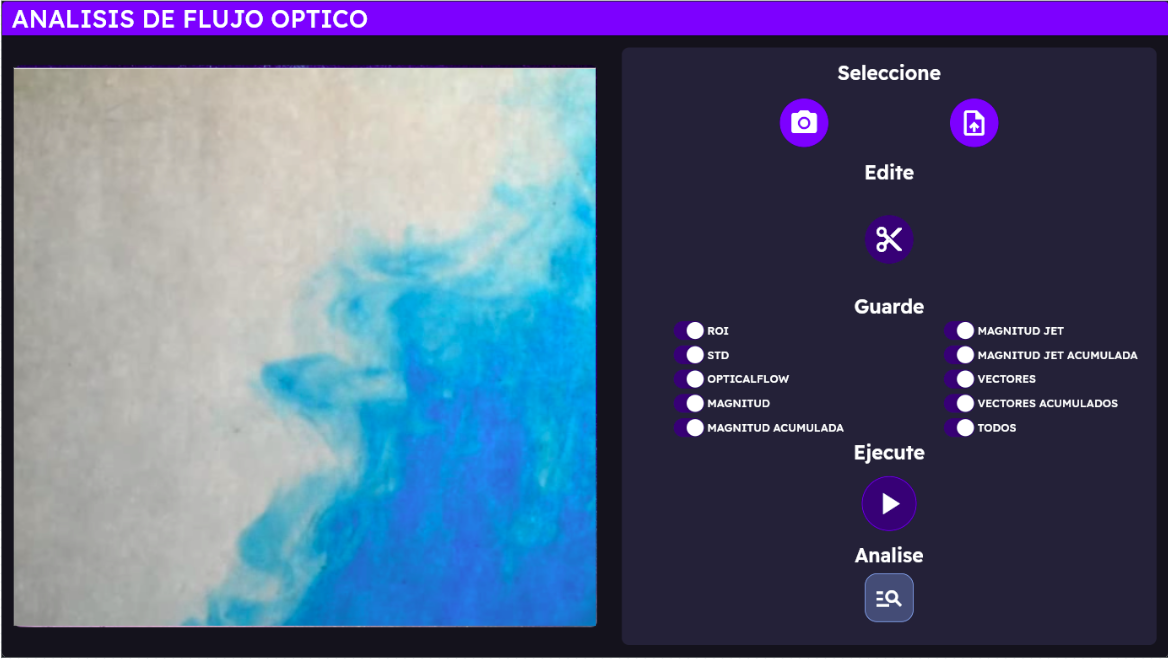 ANALISIS DE FLUJO OPTICO
Seleccione
Edite
Guarde
ROI
STD
OPTICALFLOW
MAGNITUD
MAGNITUD ACUMULADA
MAGNITUD JET
MAGNITUD JET ACUMULADA
VECTORES
VECTORES ACUMULADOS
TODOS
Ejecute
Analise